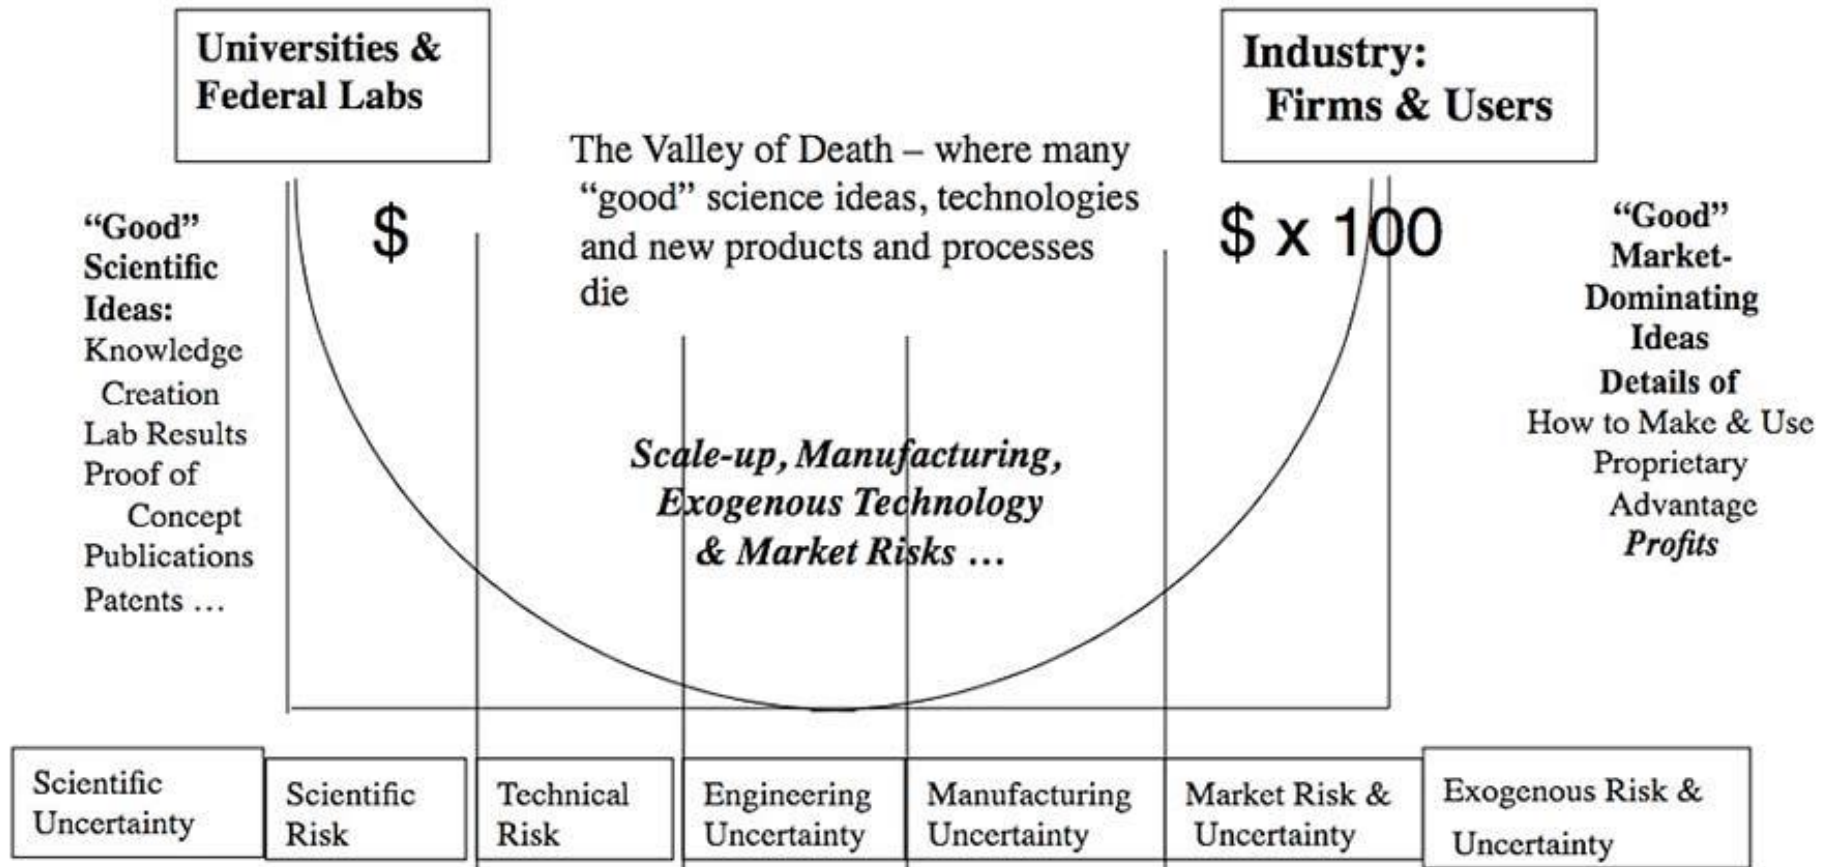 Universities &
Federal Labs
Industry:
Firms & Users
The Valley of Death – where many
“good” science ideas, technologies
and new products and processes
die
$
$ x 100
“Good”
Scientific
Ideas:
Knowledge
Creation
Lab Results
Proof of
Concept
Publications
Patents …
Scale-up, Manufacturing,
Exogenous Technology
& Market Risks …
“Good”
Market-
Dominating
Ideas
Details of
How to Make & Use
Proprietary
Advantage
Profits
Scientific
Uncertainty
Scientific
Risk
Technical
Risk
Engineering
Uncertainty
Manufacturing
Uncertainty
Market Risk &
Uncertainty
Exogenous Risk &
Uncertainty